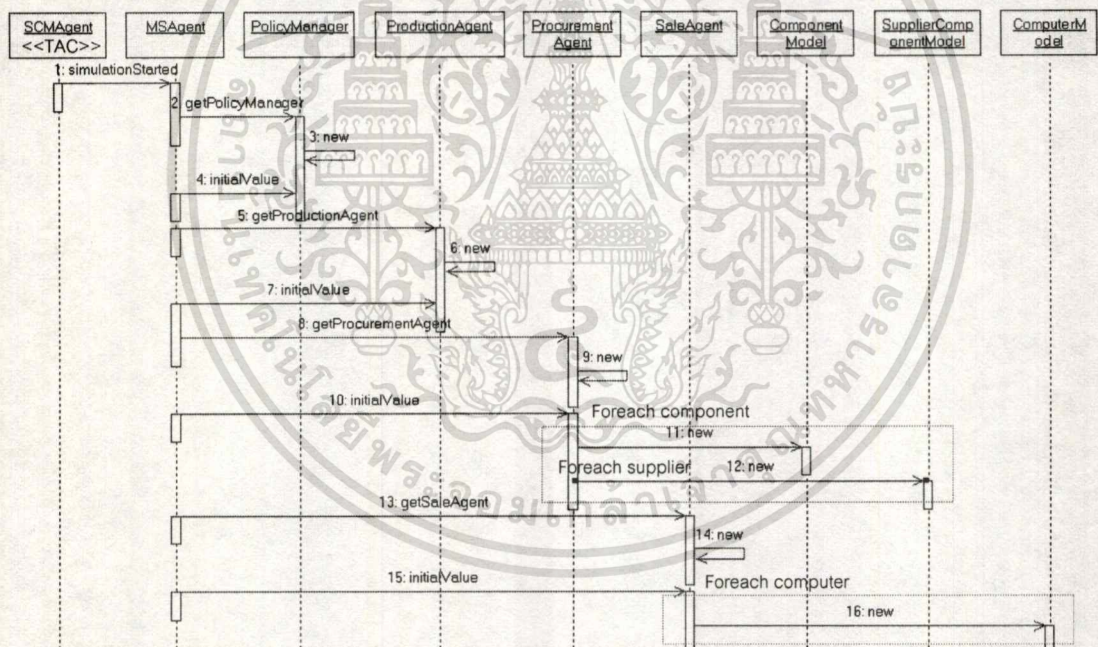 SCMAgent
<<TAC>>
MSAgent
PolicyManager
ProductionAgent
Procurement
Agent
SaleAgent
Component
Model
SupplierComp
onentModel
ComputerM
odel
1: simulationStarted
2: getPolicyManager
3: new
4: initialValue
5: getProductionAgent
6: new
7: initialValue
8: getProcurementAgent
9: new
10: initialValue
Foreach component
11: new
Foreach supplier
12: new
13: getSaleAgent
14: new
15: initialValue
Foreach computer
16: new